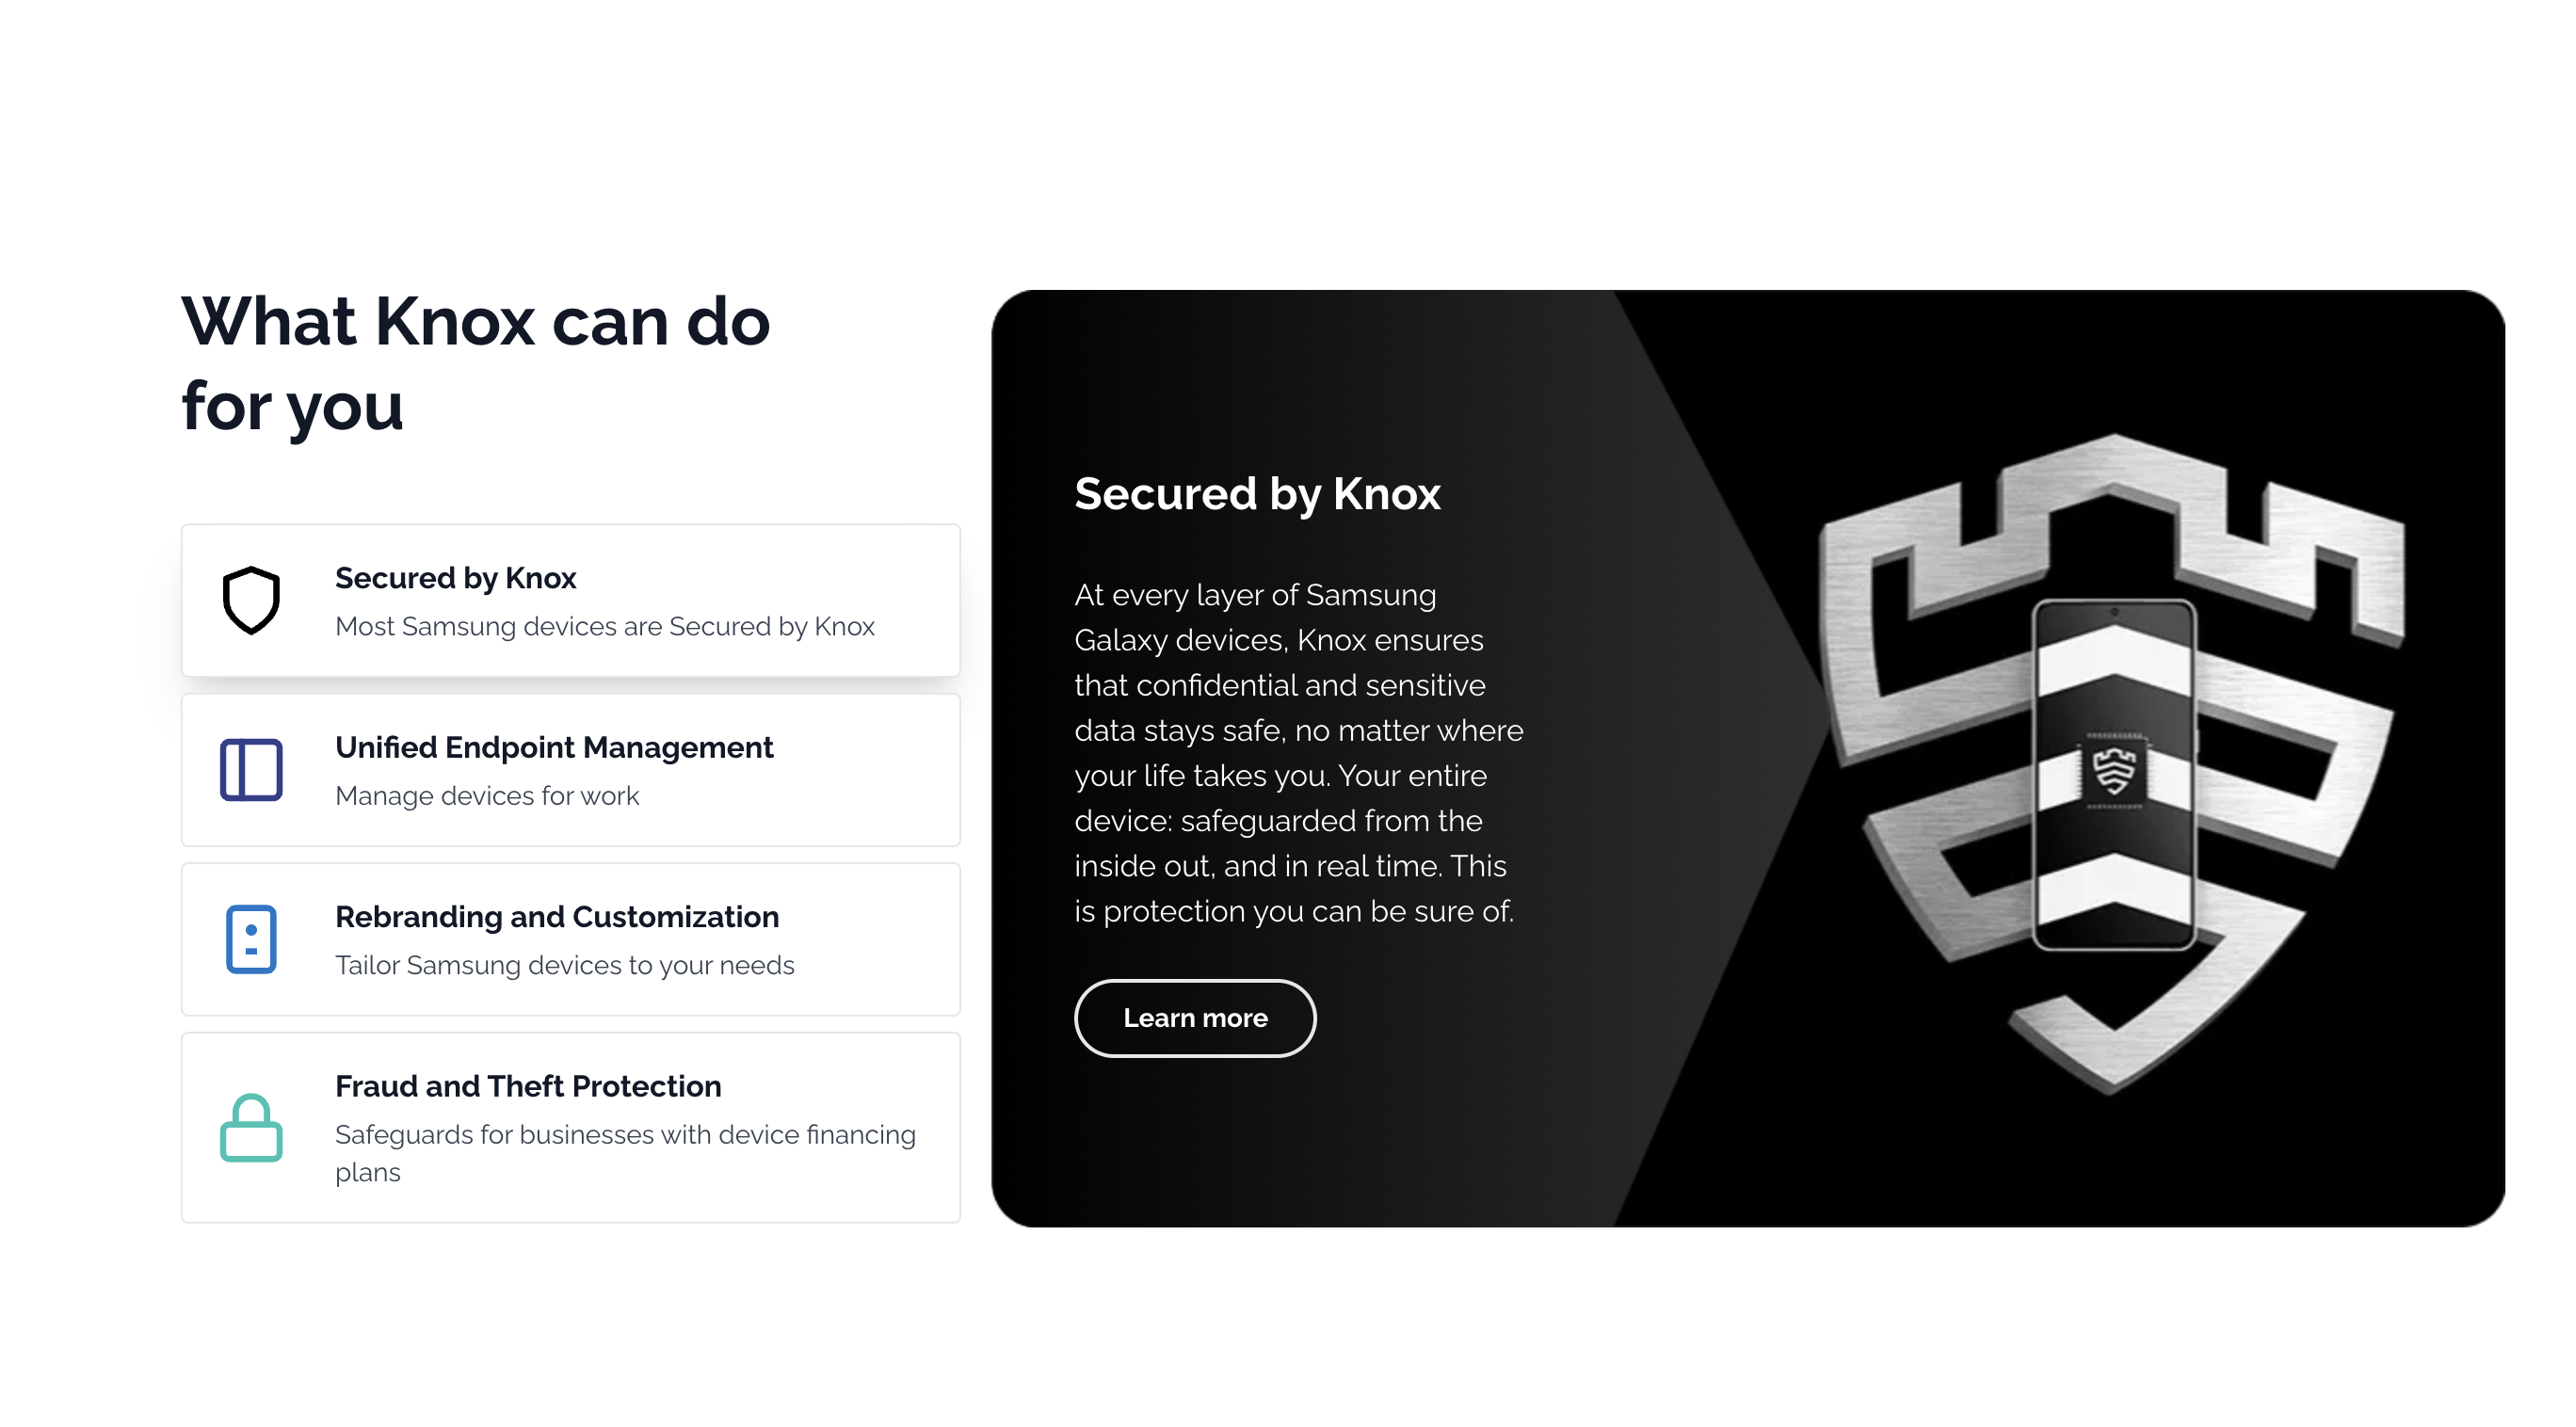 What Knox can do
for you
Secured by Knox
Most Samsung devices are Secured by Knox
Unified Endpoint Management
Manage devices for work
Rebranding and Customization
Tailor Samsung devices to your needs
Fraud and Theft Protection
Safeguards for businesses with device financing
plans
Secured by Knox
At every layer of Samsung
Galaxy devices, Knox ensures
that confidential and sensitive
data stays safe, no matter where
your life takes you. Your entire
device: safeguarded from the
inside out, and in real time. This
is protection you can be sure of.
Learn more